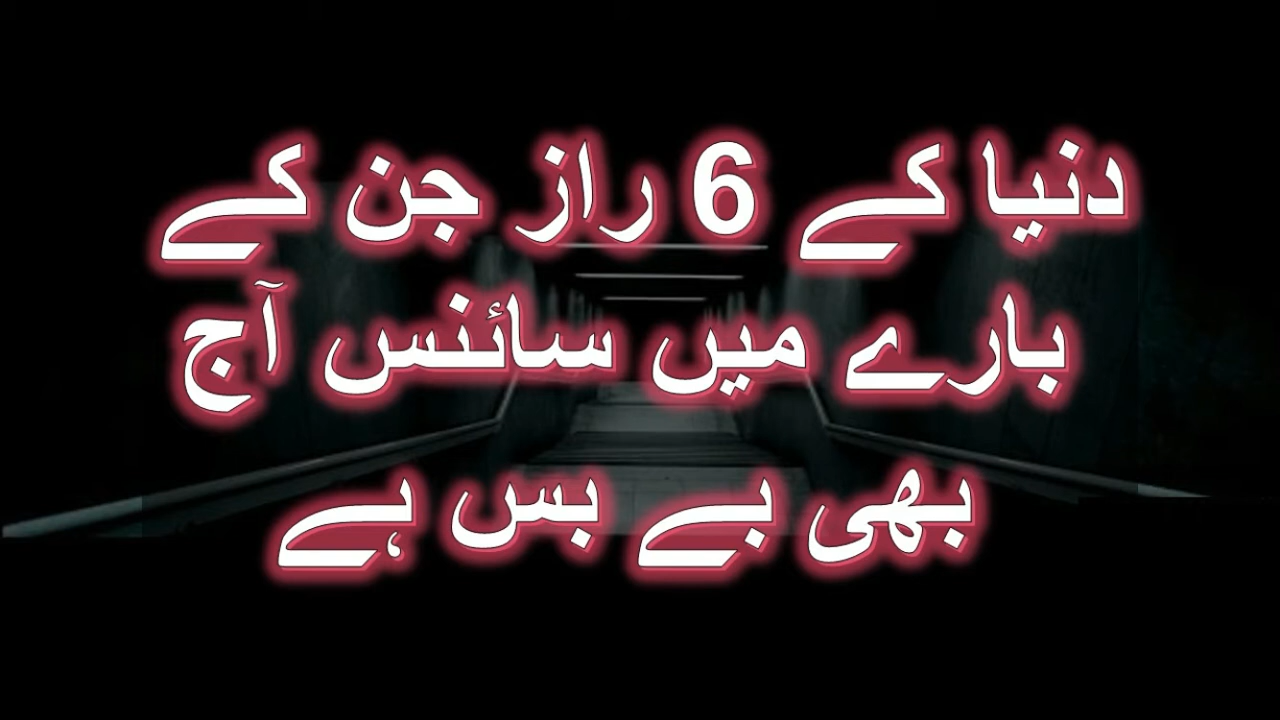 دنیا کے 6 راز جن کے
بارے میں سائنس آج
بھی بے بس ہے